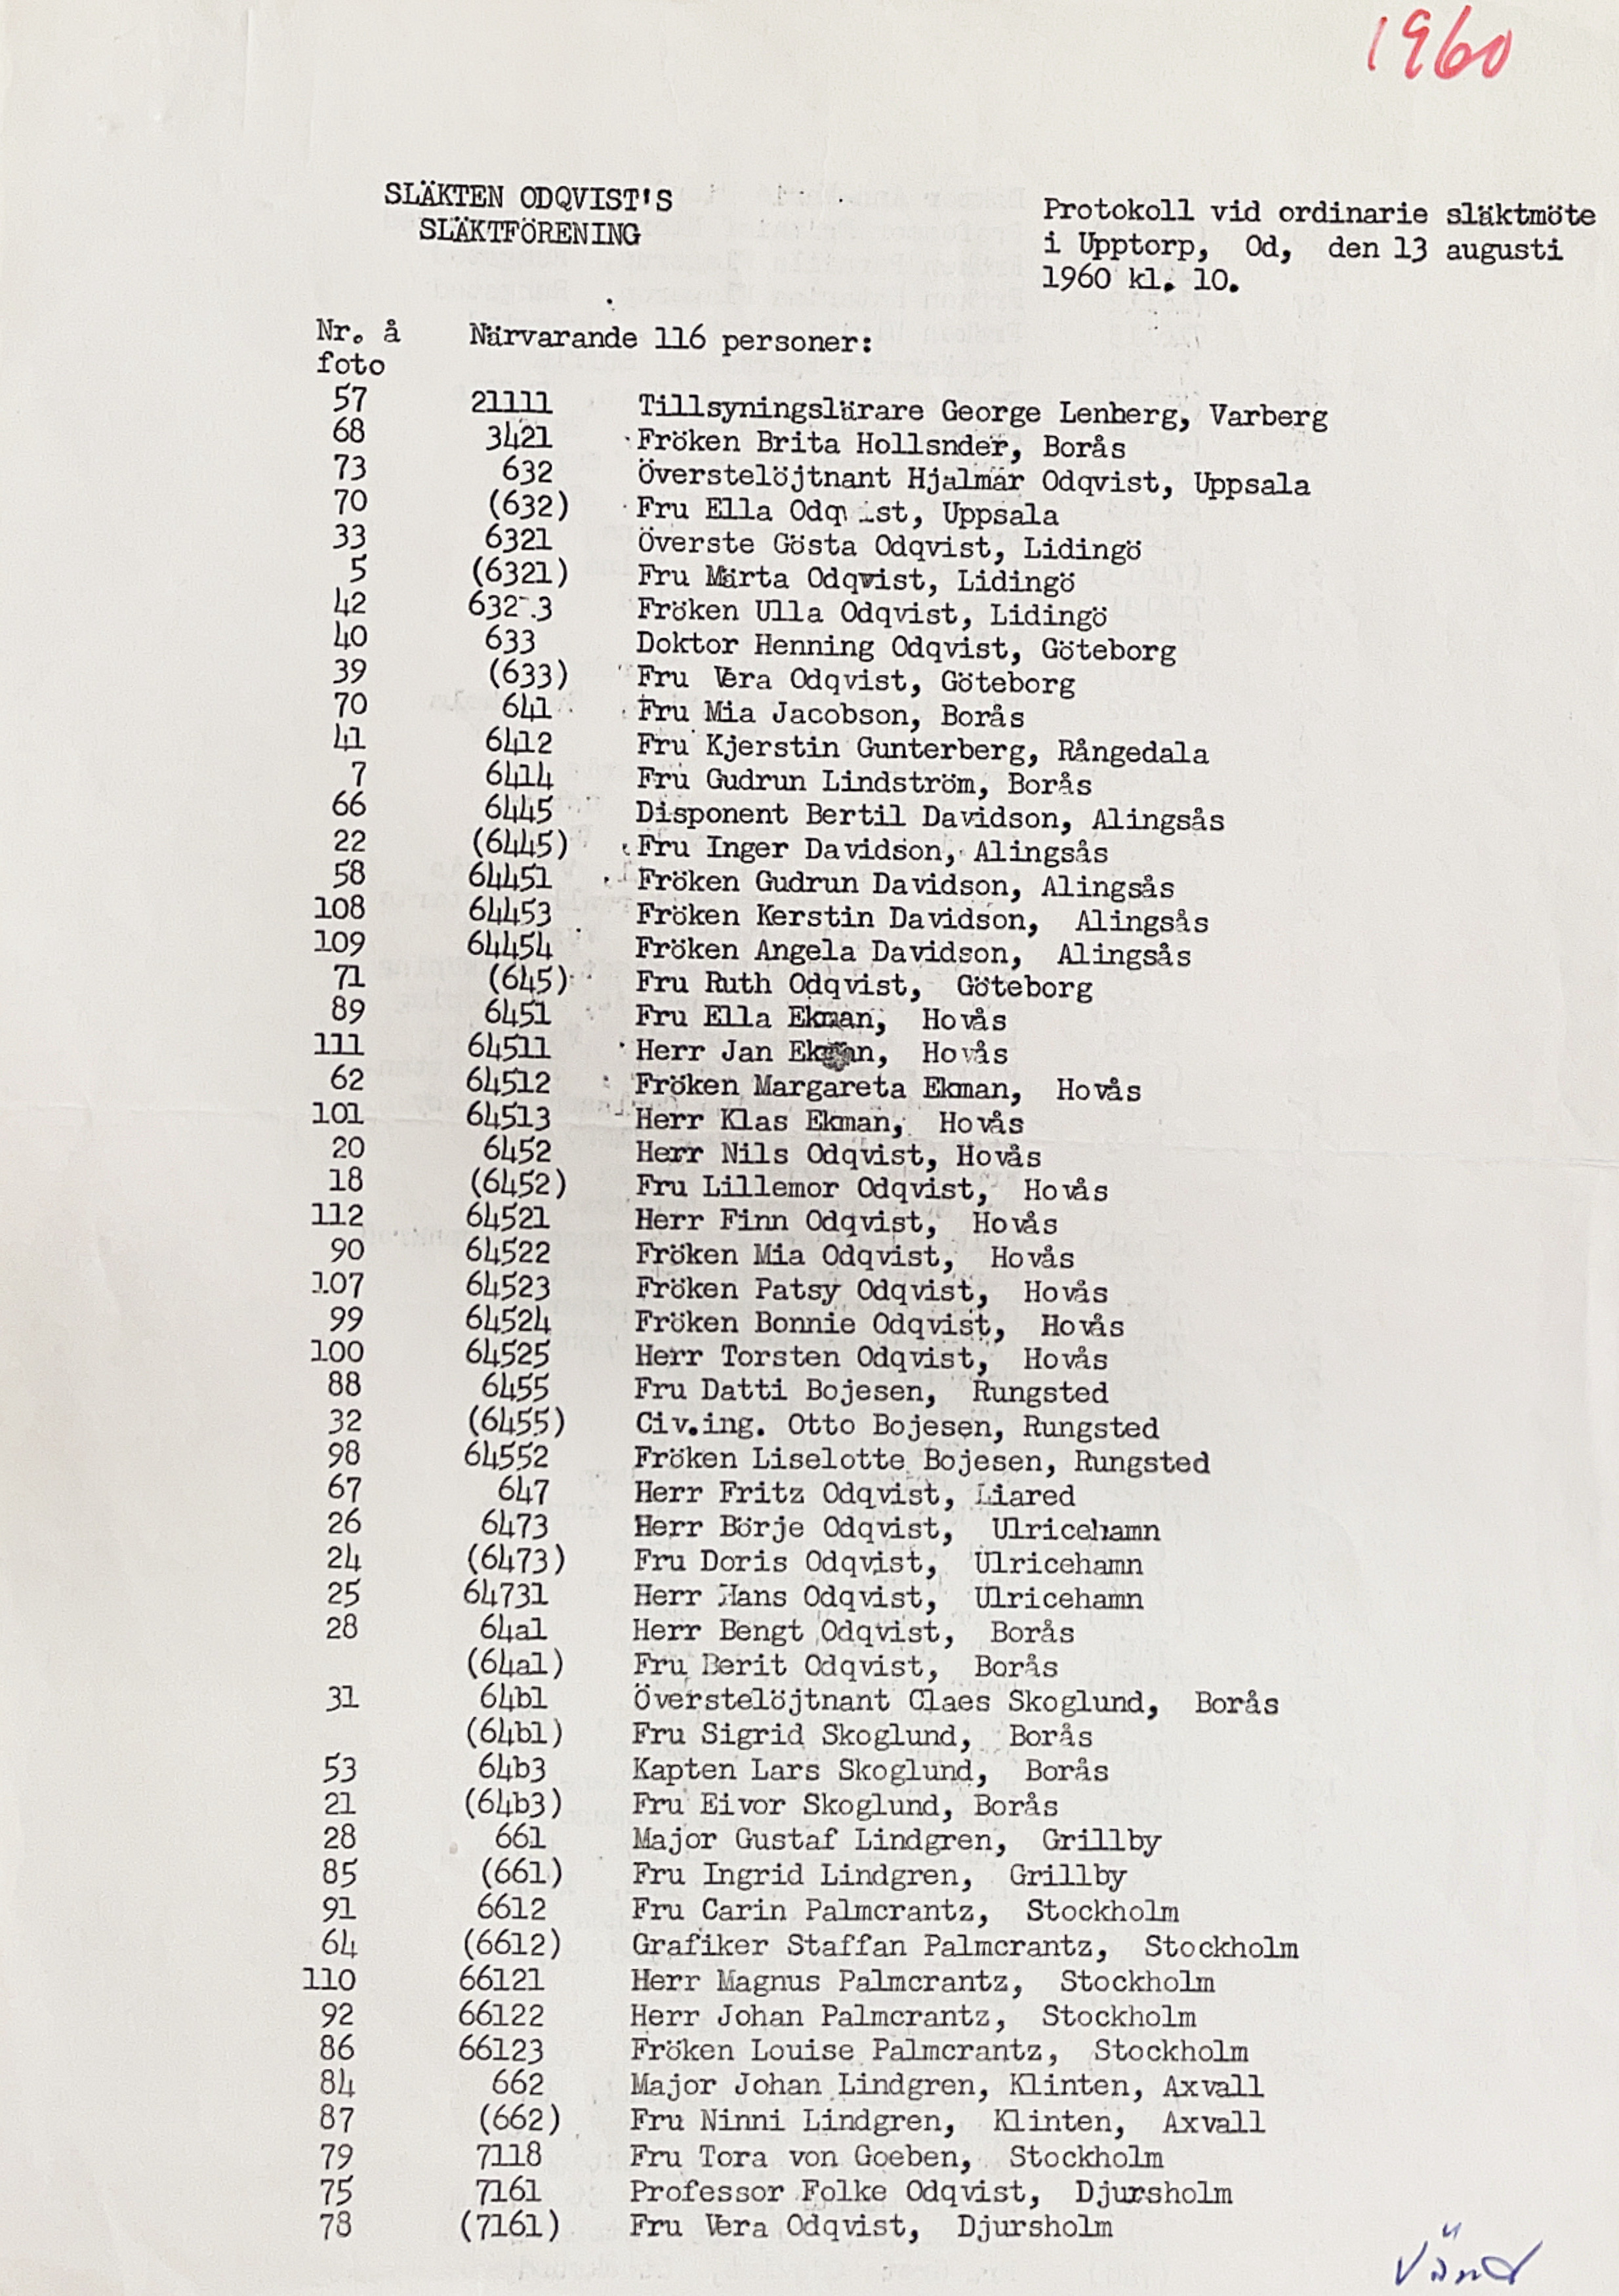 1960
SLÄKTEN ODQVIST'S
SLÄKTFÖRENING
Protokoll vid ordinarie släktmöte
i Upptorp, Od, den 13 augusti
1960 kl. 10.
Nr. å Närvarande 116 personer:
foto
57 21111 Tillsyningslärare George Lenberg, Varberg
68 3421 Fröken Brita Hollsnder, Borås
73 632 Överstelöjtnant Hjalmar Odqvist, Uppsala
70 (632) Fru Ella Odqvist, Uppsala
33 6321 Överste Gösta Odqvist, Lidingö
5 (6321) Fru Märta Odqvist, Lidingö
42 632 3 Fröken Ulla Odqvist, Lidingö
40 633 Doktor Henning Odqvist, Göteborg
39 (633) Fru Vera Odqvist, Göteborg
70 641 Fru Mia Jacobson, Borås
41 6412 Fru Kjerstin Gunterberg, Rångedala
7 6414 Fru Gudrun Lindström, Borås
66 6445 Disponent Bertil Davidson, Alingsås
22 (6445) Fru Inger Davidson, Alingsås
58 64451 Fröken Gudrun Davidson, Alingsås
108 64453 Fröken Kerstin Davidson, Alingsås
109 64454 Fröken Angela Davidson, Alingsås
71 (645) Fru Ruth Odqvist, Göteborg
89 6451 Fru Ella Ekman, Hovås
111 64511 Herr Jan Ekman, Hovås
62 64512 Fröken Margareta Ekman, Hovås
101 64513 Herr Klas Ekman, Hovås
20 6452 Herr Nils Odqvist, Hovås
18 (6452) Fru Lillemor Odqvist, Hovås
112 64521 Herr Finn Odqvist, Hovås
90 64522 Fröken Mia Odqvist, Hovås
107 64523 Fröken Patsy Odqvist, Hovås
99 64524 Fröken Bonnie Odqvist, Hovås
100 64525 Herr Torsten Odqvist, Hovås
88 6455 Fru Datti Bojesen, Rungsted
32 (6455) Civ.ing. Otto Bojesen, Rungsted
98 64552 Fröken Liselotte Bojesen, Rungsted
67 647 Herr Fritz Odqvist, Liared
26 6473 Herr Börje Odqvist, Ulricehamn
24 (6473) Fru Doris Odqvist, Ulricehamn
25 64731 Herr Hans Odqvist, Ulricehamn
28 64a1 Herr Bengt Odqvist, Borås
(64a1) Fru Berit Odqvist, Borås
31 64b1 Överstelöjtnant Claes Skoglund, Borås
(64b1) Fru Sigrid Skoglund, Borås
53 64b3 Kapten Lars Skoglund, Borås
21 (64b3) Fru Eivor Skoglund, Borås
28 661 Major Gustaf Lindgren, Grillby
85 (661) Fru Ingrid Lindgren, Grillby
91 6612 Fru Carin Palmcrantz, Stockholm
64 (6612) Grafiker Staffan Palmcrantz, Stockholm
110 66121 Herr Magnus Palmcrantz, Stockholm
92 66122 Herr Johan Palmcrantz, Stockholm
86 66123 Fröken Louise Palmcrantz, Stockholm
84 662 Major Johan Lindgren, Klinten, Axvall
87 (662) Fru Ninni Lindgren, Klinten, Axvall
79 7118 Fru Tora von Goeben, Stockholm
75 7161 Professor Folke Odqvist, Djursholm
78 (7161) Fru Vera Odqvist, Djursholm
Vänd